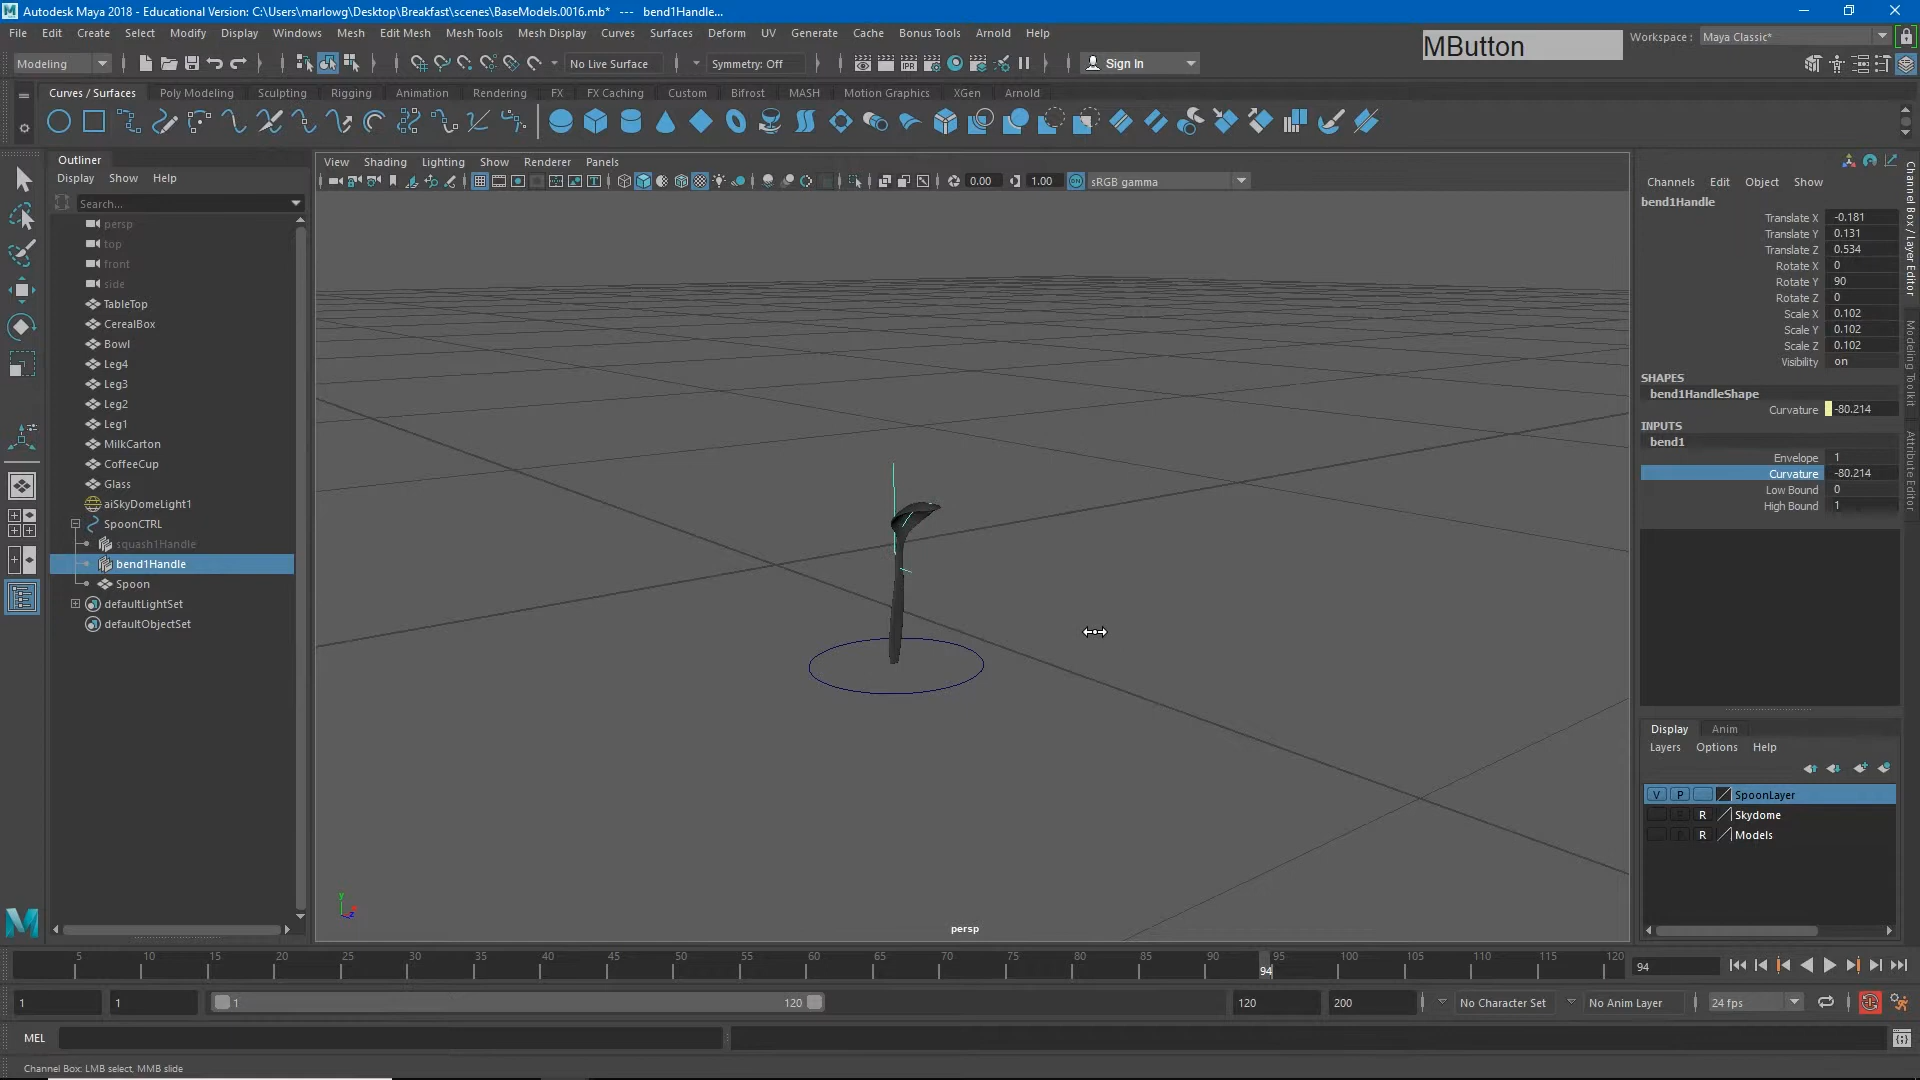 Autodesk Maya 2018 - Educational Version: C:\Users\marlowg\Desktop\Breakfast\scenes\BaseModels.0016.mb* --- bend1Handle...
File Edit Create Select Modify Display Windows Mesh Edit Mesh Mesh Tools Mesh Display Curves Surfaces Deform UV Generate Cache Bonus Tools Arnold Help
MButton
Workspace : Maya Classic*
Modeling No Live Surface Symmetry: Off Sign In
Curves / Surfaces Poly Modeling Sculpting Rigging Animation Rendering FX FX Caching Custom Bifrost MASH Motion Graphics XGen Arnold
Outliner
Display Show Help
Search...
persp
top
front
side
TableTop
CerealBox
Bowl
Leg4
Leg3
Leg2
Leg1
MilkCarton
CoffeeCup
Glass
aiSkyDomeLight1
SpoonCTRL
squash1Handle
bend1Handle
Spoon
defaultLightSet
defaultObjectSet
View Shading Lighting Show Renderer Panels
0.00 1.00 sRGB gamma
persp
Channels Edit Object Show
bend1Handle
Translate X -0.181
Translate Y 0.131
Translate Z 0.534
Rotate X 0
Rotate Y 90
Rotate Z 0
Scale X 0.102
Scale Y 0.102
Scale Z 0.102
Visibility on
SHAPES
bend1HandleShape
Curvature -80.214
INPUTS
bend1
Envelope 1
Curvature -80.214
Low Bound 0
High Bound 1
Channel Box / Layer Editor
Modeling Toolkit
Attribute Editor
Display Anim
Layers Options Help
V P SpoonLayer
R Skydome
R Models
5 10 15 20 25 30 35 40 45 50 55 60 65 70 75 80 85 90 95 100 105 110 115 120
94
94
1 1 1 120 120 200 No Character Set No Anim Layer 24 fps
MEL
Channel Box: LMB select, MMB slide